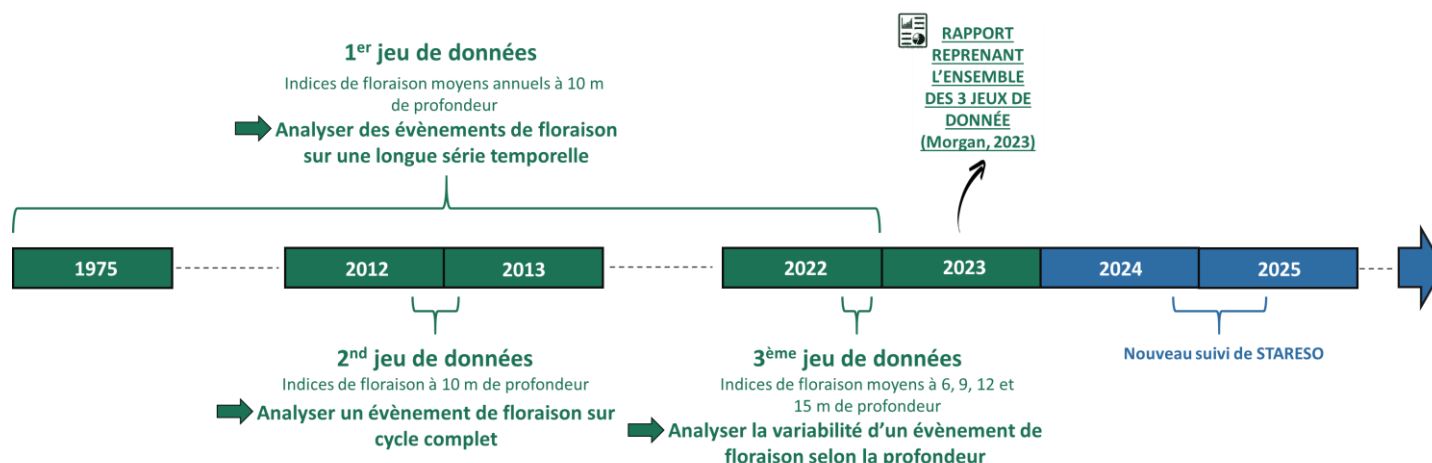 1er jeu de données
Indices de floraison moyens annuels à 10 m
de profondeur
Analyser des évènements de floraison
sur une longue série temporelle
RAPPORT
REPRENANT
L’ENSEMBLE
DES 3 JEUX DE
DONNÉE
(Morgan, 2023)
1975
2012
2013
2022
2023
2024
2025
2nd jeu de données
Indices de floraison à 10 m de profondeur
Analyser un évènement de floraison sur
cycle complet
3ème jeu de données
Indices de floraison moyens à 6, 9, 12 et
15 m de profondeur
Analyser la variabilité d’un évènement de
floraison selon la profondeur
Nouveau suivi de STARESO